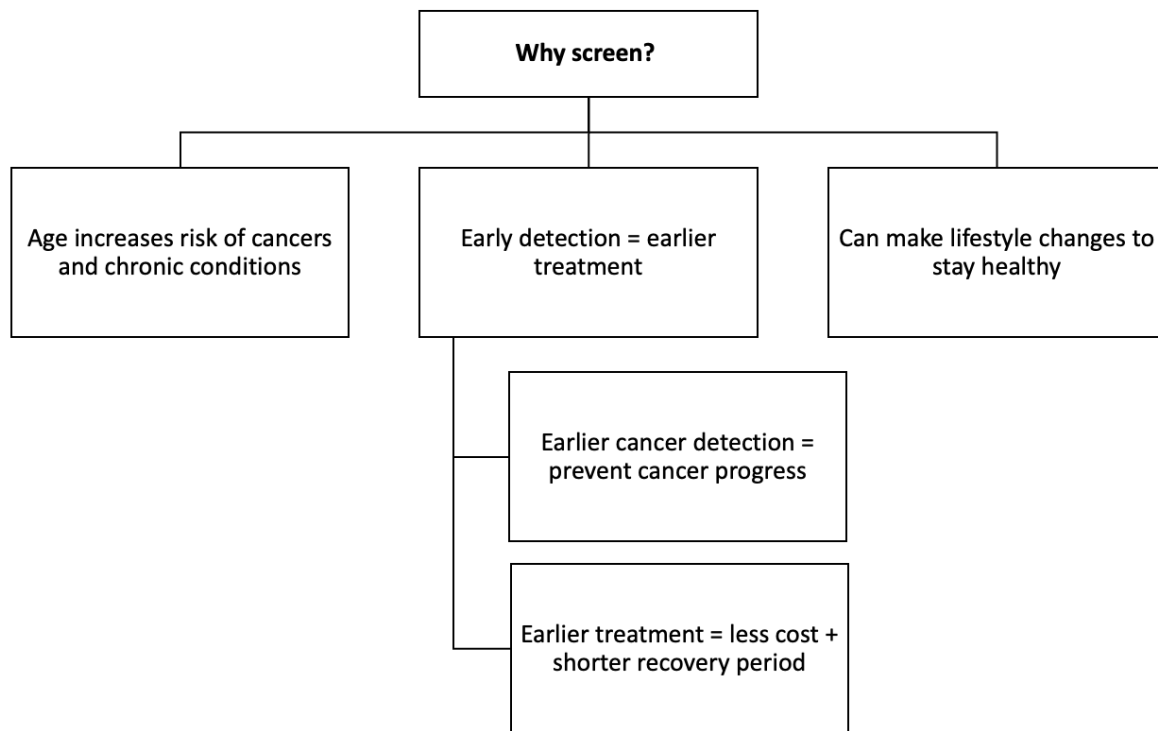 Why screen?
Age increases risk of cancers
and chronic conditions
Early detection = earlier
treatment
Can make lifestyle changes to
stay healthy
Earlier cancer detection =
prevent cancer progress
Earlier treatment = less cost +
shorter recovery period